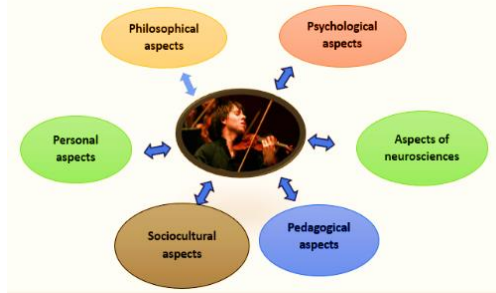 Philosophical
aspects
Psychological
aspects
Personal
aspects
Aspects of
neurosciences
Sociocultural
aspects
Pedagogical
aspects